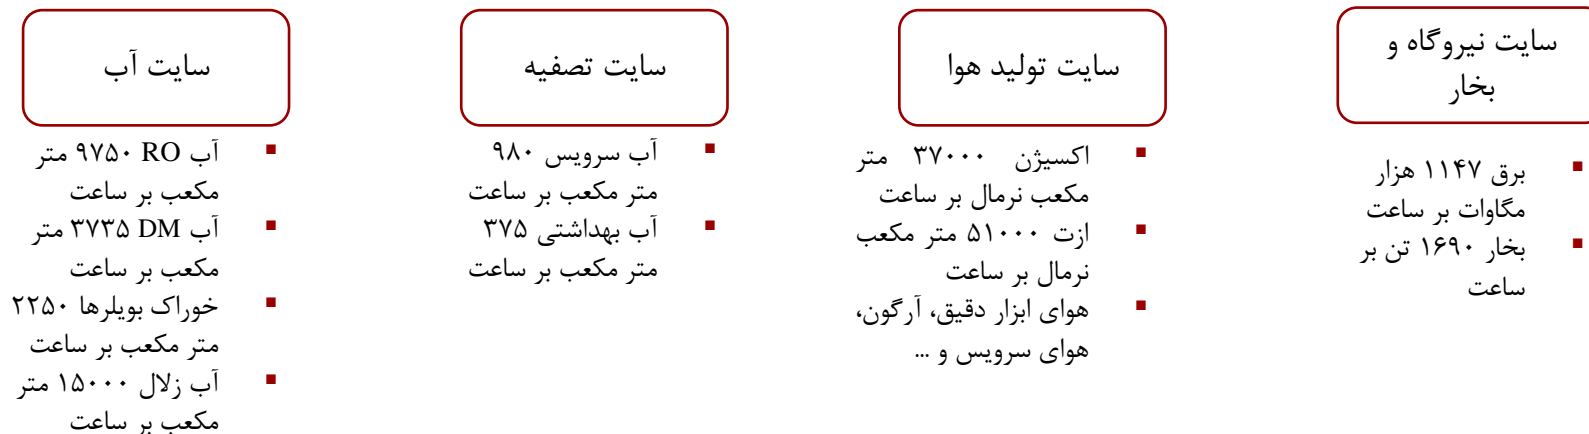 سایت نیروگاه و
بخار
▪ برق ۱۱۴۷ هزار
مگاوات بر ساعت
▪ بخار ۱۶۹۰ تن بر
ساعت
سایت تولید هوا
▪ اکسیژن ۳۷۰۰۰ متر
مکعب نرمال بر ساعت
▪ ازت ۵۱۰۰۰ متر مکعب
نرمال بر ساعت
▪ هوای ابزار دقیق، آرگون،
هوای سرویس و ...
سایت تصفیه
▪ آب سرویس ۹۸۰
متر مکعب بر ساعت
▪ آب بهداشتی ۳۷۵
متر مکعب بر ساعت
سایت آب
▪ آب RO ۹۷۵۰ متر
مکعب بر ساعت
▪ آب DM ۳۷۳۵ متر
مکعب بر ساعت
▪ خوراک بویلرها ۲۲۵۰
متر مکعب بر ساعت
▪ آب زلال ۱۵۰۰۰ متر
مکعب بر ساعت